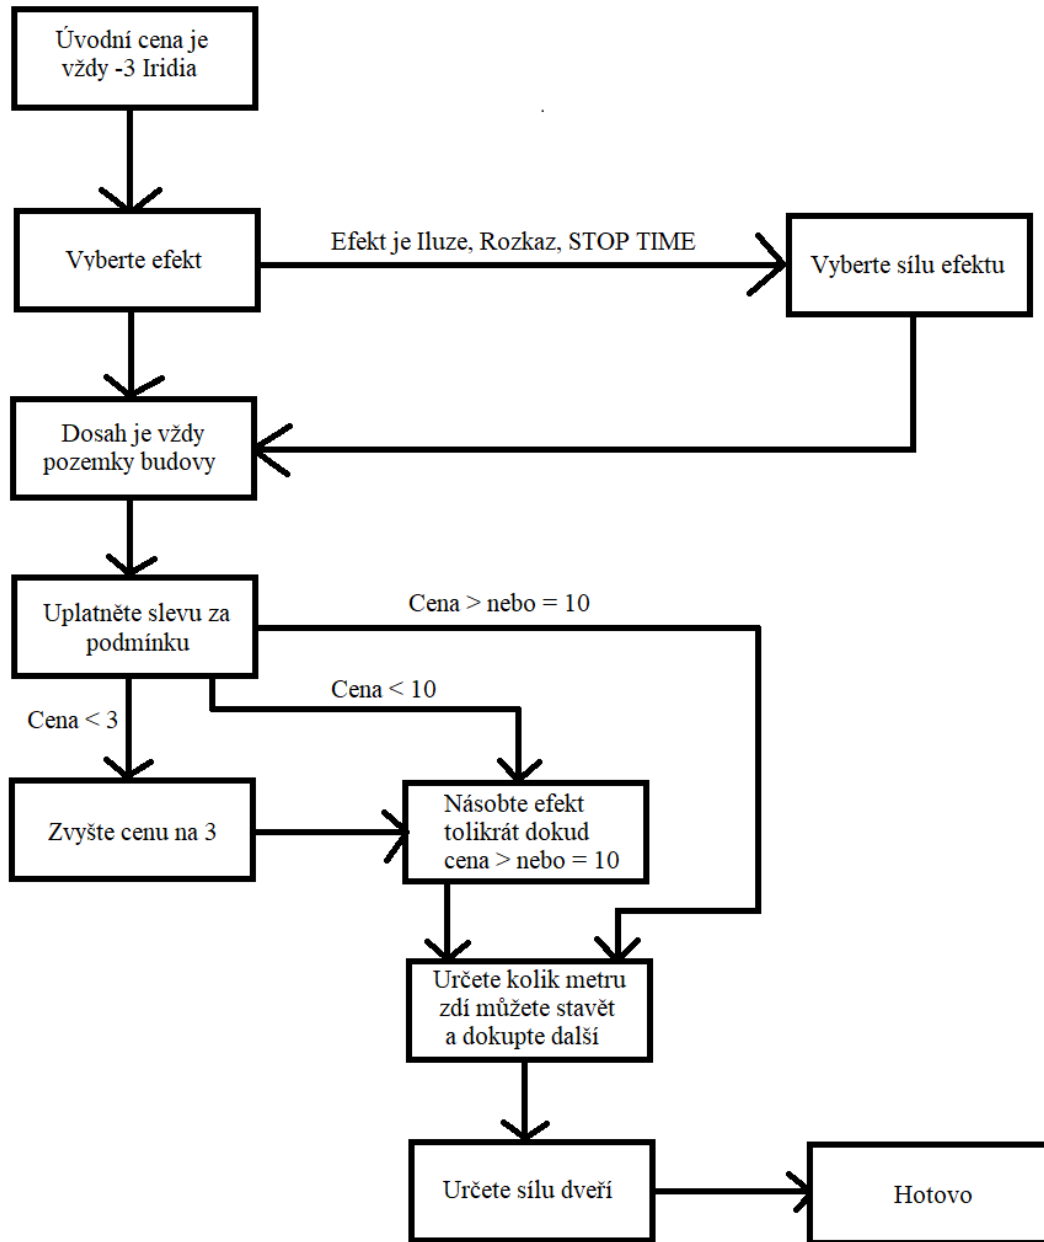 Úvodní cena je
vždy -3 Iridia
Vyberte efekt
Efekt je Iluze, Rozkaz, STOP TIME
Vyberte sílu efektu
Dosah je vždy
pozemky budovy
Uplatněte slevu za
podmínku
Cena > nebo = 10
Cena < 10
Cena < 3
Zvyšte cenu na 3
Násobte efekt
tolikrát dokud
cena > nebo = 10
Určete kolik metru
zdí můžete stavět
a dokupte další
Určete sílu dveří
Hotovo